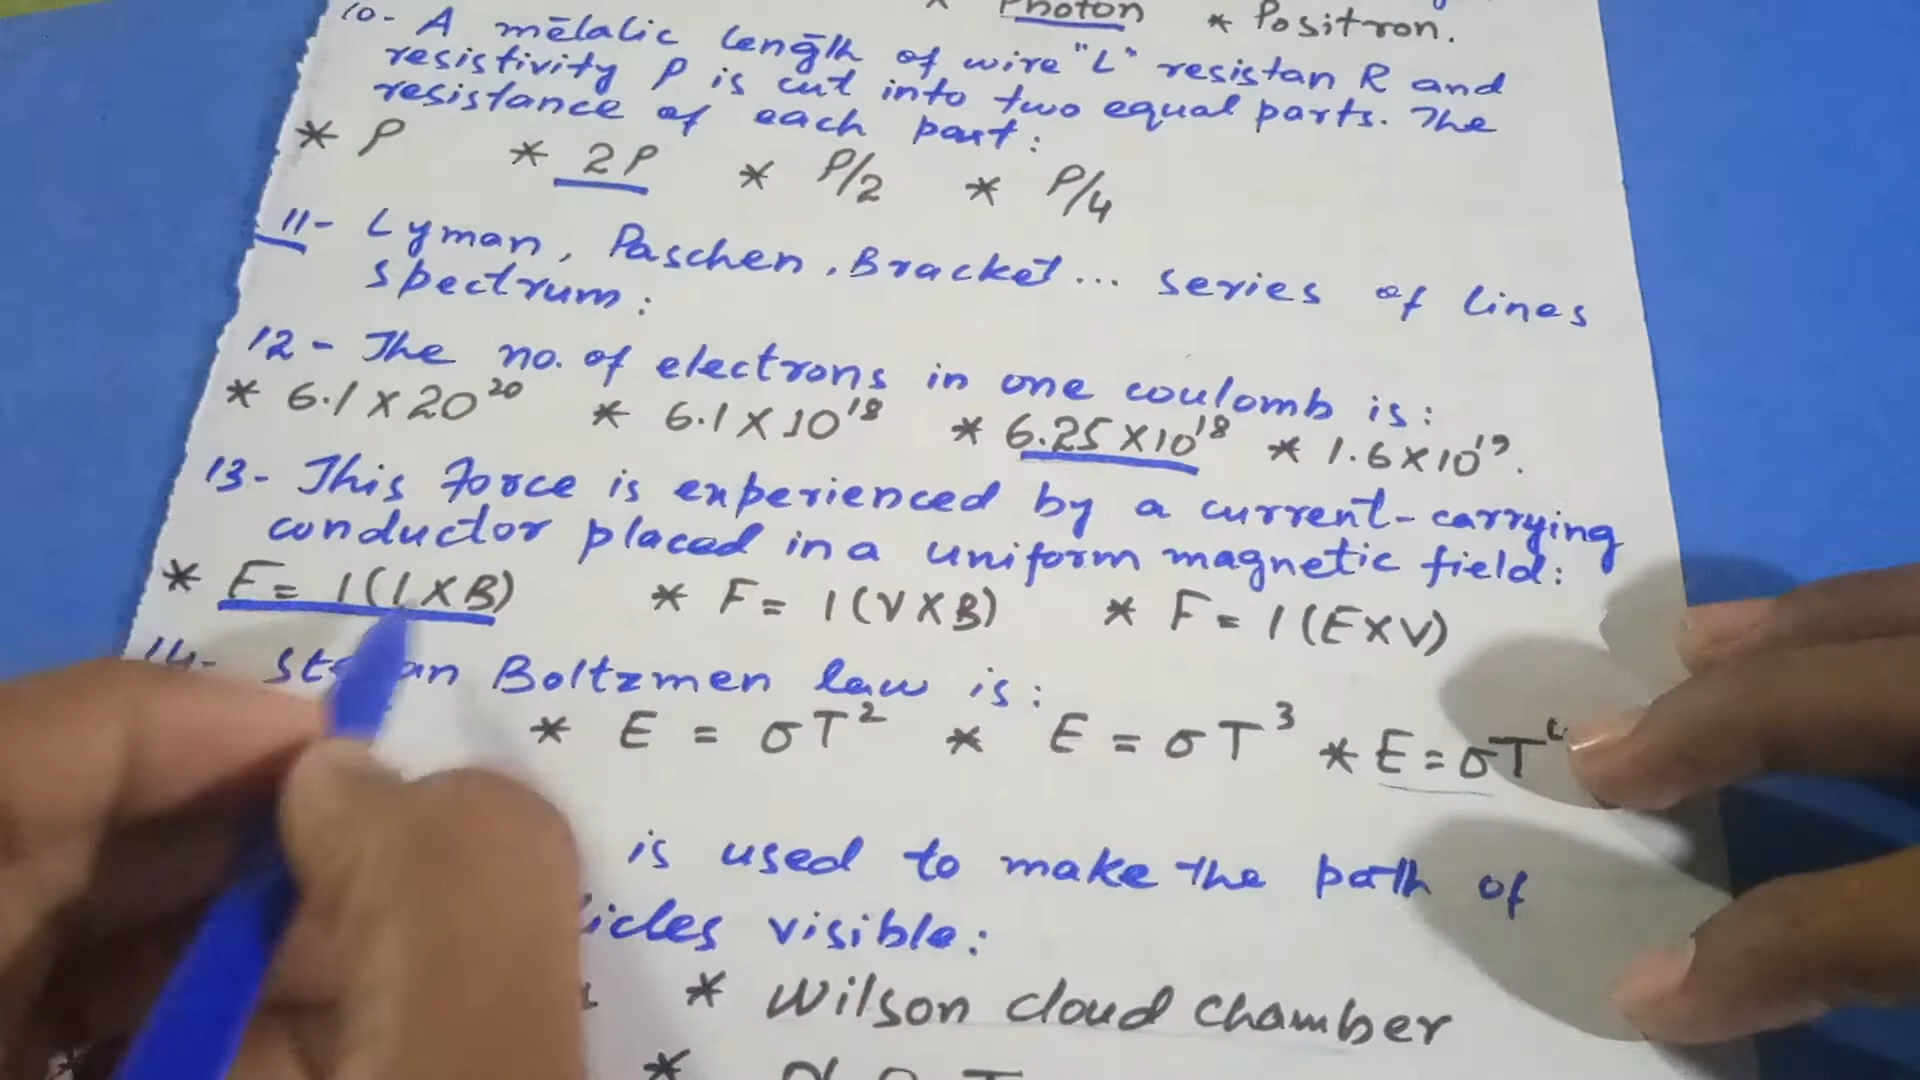 * Photon * Positron.
10- A metalic length of wire "L" resistan R and
resistivity ρ is cut into two equal parts. The
resistance of each part:
* ρ * 2ρ * ρ/2 * ρ/4
11- Lyman, Paschen, Bracket... series of lines
spectrum:
12- The no. of electrons in one coulomb is:
* 6.1 X 20²⁰ * 6.1 X 10¹⁸ * 6.25 X 10¹⁸ * 1.6 X 10¹⁹.
13- This force is experienced by a current-carrying
conductor placed in a uniform magnetic field:
* F = I(l X B) * F = I(V X B) * F = I(E X V)
14- Boltzmen law is:
* E = σT² * E = σT³ * E = σT
is used to make the path of
visible:
* Wilson cloud chamber
*